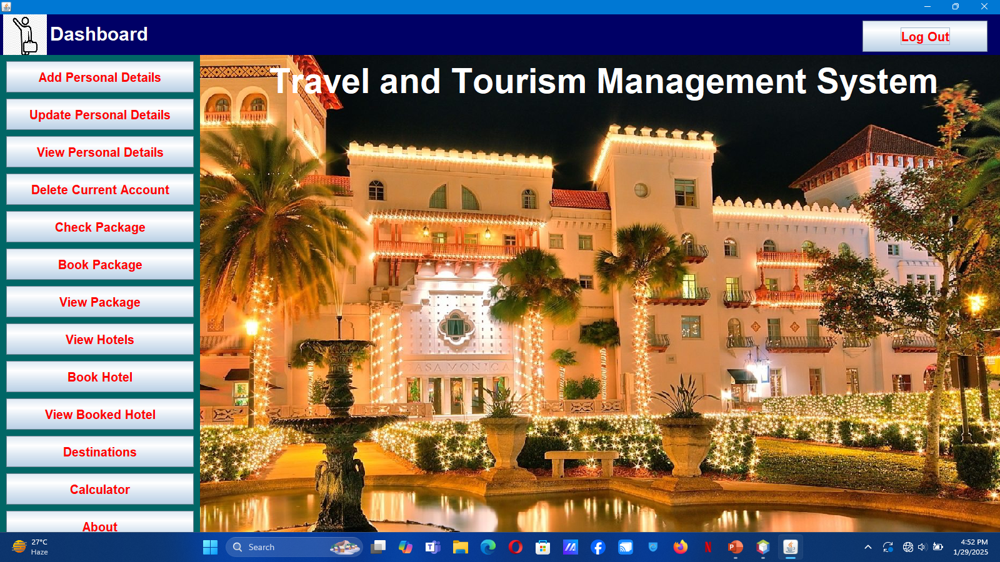 Dashboard
Log Out
Travel and Tourism Management System
Add Personal Details
Update Personal Details
View Personal Details
Delete Current Account
Check Package
Book Package
View Package
View Hotels
Book Hotel
View Booked Hotel
Destinations
Calculator
About
ASA MONICA
27°C
Haze
Search
4:52 PM
1/29/2025